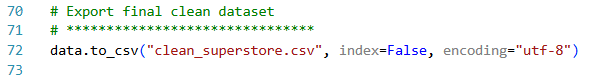 70 # Export final clean dataset
71 # *******************************
72 data.to_csv("clean_superstore.csv", index=False, encoding="utf-8")
73